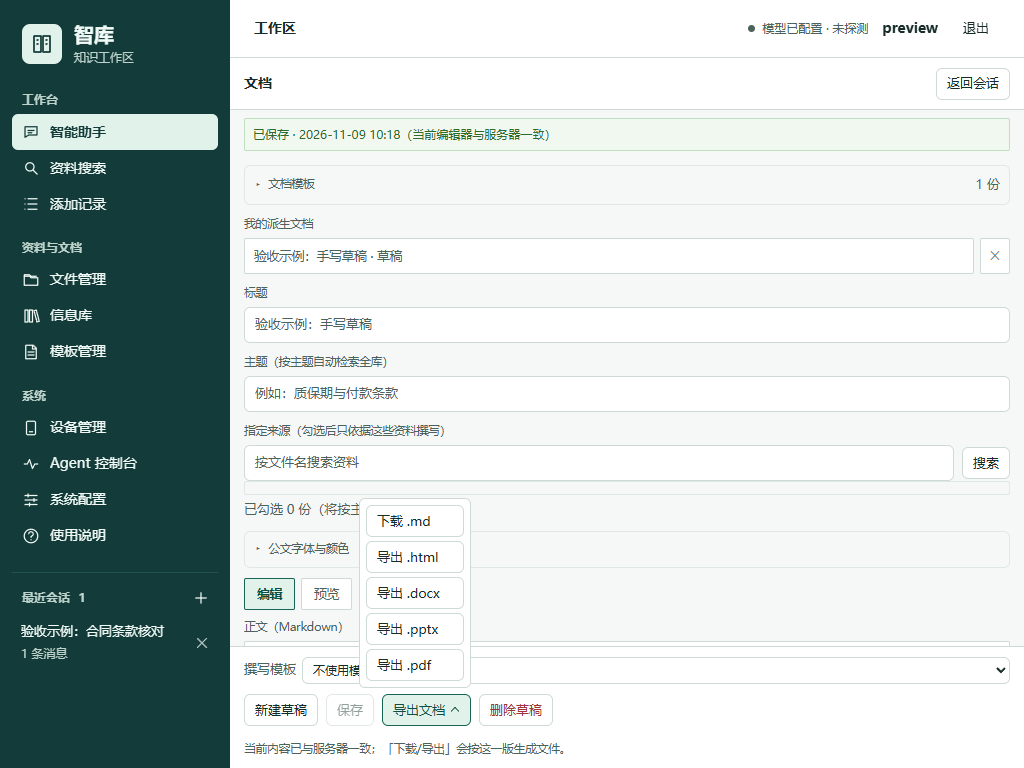 智库
知识工作区
工作台
智能助手
资料搜索
添加记录
资料与文档
文件管理
信息库
模板管理
系统
设备管理
Agent 控制台
系统配置
使用说明
最近会话 1
验收示例：合同条款核对
1 条消息
工作区
模型已配置 · 未探测
preview
退出
文档
返回会话
已保存 · 2026-11-09 10:18（当前编辑器与服务器一致）
文档模板
1 份
我的派生文档
验收示例：手写草稿 · 草稿
标题
验收示例：手写草稿
主题（按主题自动检索全库）
例如：质保期与付款条款
指定来源（勾选后只依据这些资料撰写）
按文件名搜索资料
搜索
已勾选 0 份（将按主
公文字体与颜色
编辑
预览
正文（Markdown）
下载 .md
导出 .html
导出 .docx
导出 .pptx
导出 .pdf
撰写模板
不使用模
新建草稿
保存
导出文档
删除草稿
当前内容已与服务器一致；「下载/导出」会按这一版生成文件。